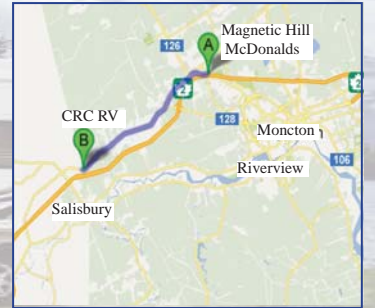 Magnetic Hill
McDonalds
126
A
2
2
CRC RV
128
Moncton
B
106
Riverview
Salisbury